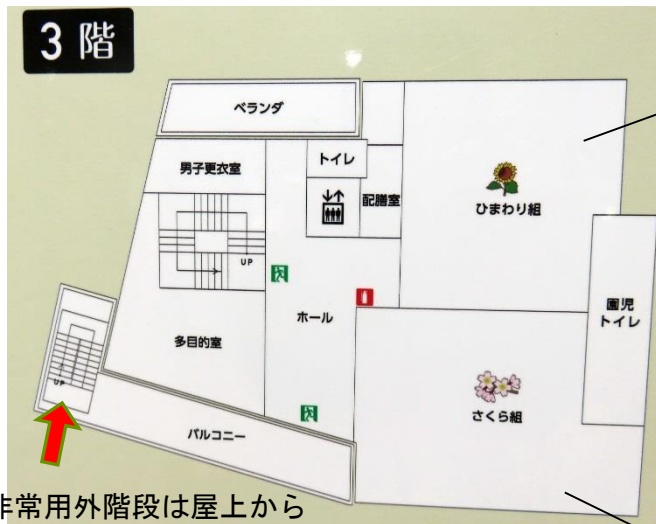 3階
ベランダ
男子更衣室
トイレ
配膳室
ひまわり組
UP
園児
トイレ
ホール
多目的室
さくら組
UP
バルコニー
非常用外階段は屋上から